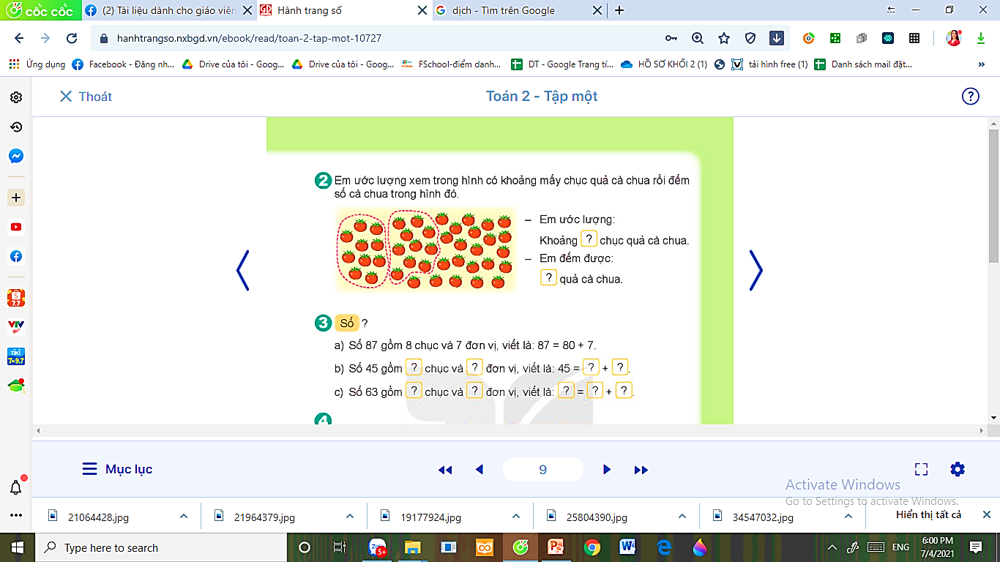 cốc cốc
(2) Tài liệu dành cho giáo viên
Hành trang số
dịch - Tìm trên Google
hanhtrangso.nxbgd.vn/ebook/read/toan-2-tap-mot-10727
Ứng dụng
Facebook - Đăng nh...
Drive của tôi - Goog...
Drive của tôi - Goog...
FSchool-điểm danh...
DT - Google Trang tí...
HỒ SƠ KHỐI 2 (1)
tải hình free (1)
Danh sách mail đặt...
»
Thoát
Toán 2 - Tập một
?
2 Em ước lượng xem trong hình có khoảng mấy chục quả cà chua rồi đếm
số cà chua trong hình đó.
– Em ước lượng:
Khoảng ? chục quả cà chua.
– Em đếm được:
? quả cà chua.
3 Số ?
a) Số 87 gồm 8 chục và 7 đơn vị, viết là: 87 = 80 + 7.
b) Số 45 gồm ? chục và ? đơn vị, viết là: 45 = ? + ?.
c) Số 63 gồm ? chục và ? đơn vị, viết là: ? = ? + ?.
4
Mục lục
9
Activate Windows
Go to Settings to activate Windows.
21064428.jpg
21964379.jpg
19177924.jpg
25804390.jpg
34547032.jpg
Hiển thị tất cả
Type here to search
5+
ENG
6:00 PM
7/4/2021